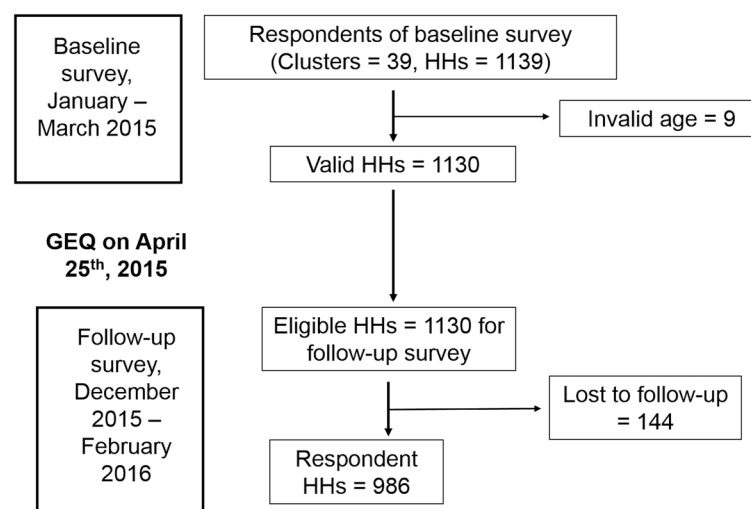 Baseline
survey,
January –
March 2015
Respondents of baseline survey
(Clusters = 39, HHs = 1139)
Invalid age = 9
Valid HHs = 1130
GEQ on April
25th, 2015
Follow-up
survey,
December
2015 –
February
2016
Eligible HHs = 1130 for
follow-up survey
Lost to follow-up
= 144
Respondent
HHs = 986